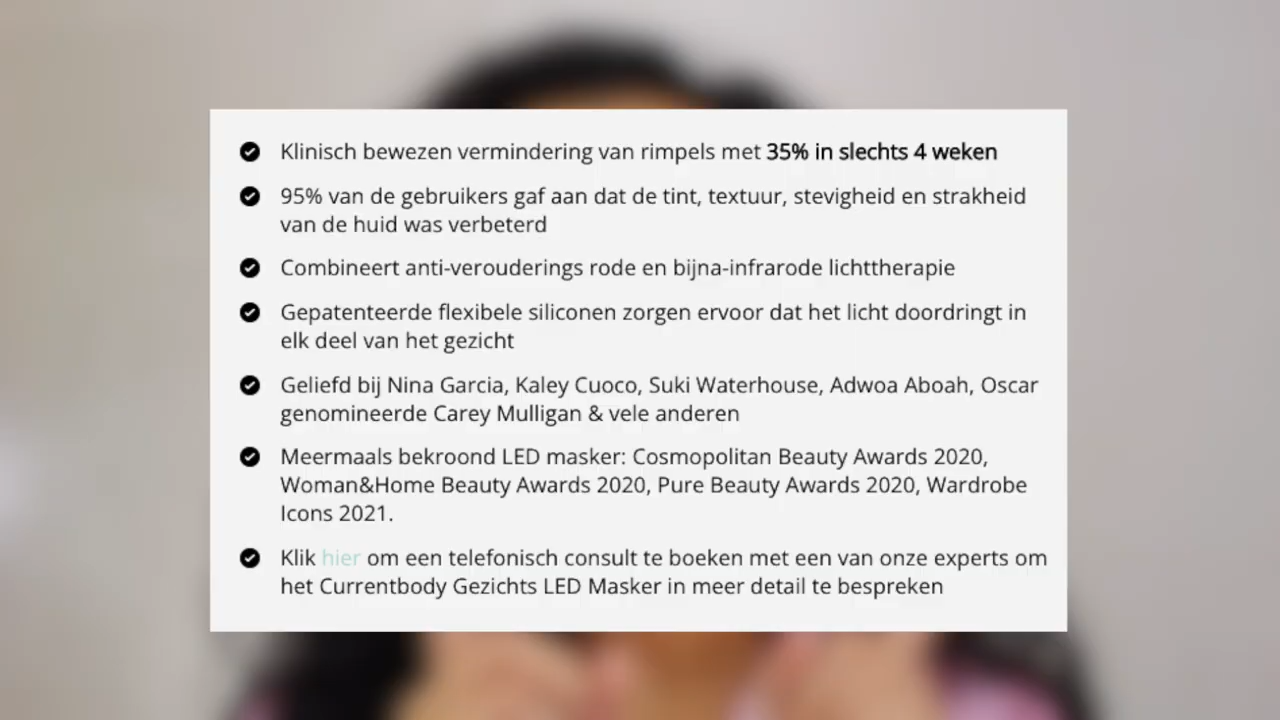 Klinisch bewezen vermindering van rimpels met 35% in slechts 4 weken
95% van de gebruikers gaf aan dat de tint, textuur, stevigheid en strakheid
van de huid was verbeterd
Combineert anti-verouderings rode en bijna-infrarode lichttherapie
Gepatenteerde flexibele siliconen zorgen ervoor dat het licht doordringt in
elk deel van het gezicht
Geliefd bij Nina Garcia, Kaley Cuoco, Suki Waterhouse, Adwoa Aboah, Oscar
genomineerde Carey Mulligan & vele anderen
Meermaals bekroond LED masker: Cosmopolitan Beauty Awards 2020,
Woman&Home Beauty Awards 2020, Pure Beauty Awards 2020, Wardrobe
Icons 2021.
Klik hier om een telefonisch consult te boeken met een van onze experts om
het Currentbody Gezichts LED Masker in meer detail te bespreken